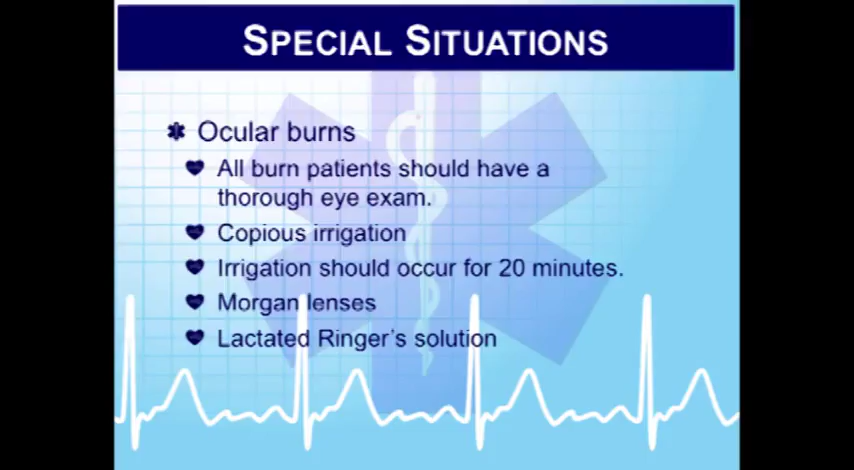 SPECIAL SITUATIONS
Ocular burns
All burn patients should have a
thorough eye exam.
Copious irrigation
Irrigation should occur for 20 minutes.
Morgan lenses
Lactated Ringer's solution